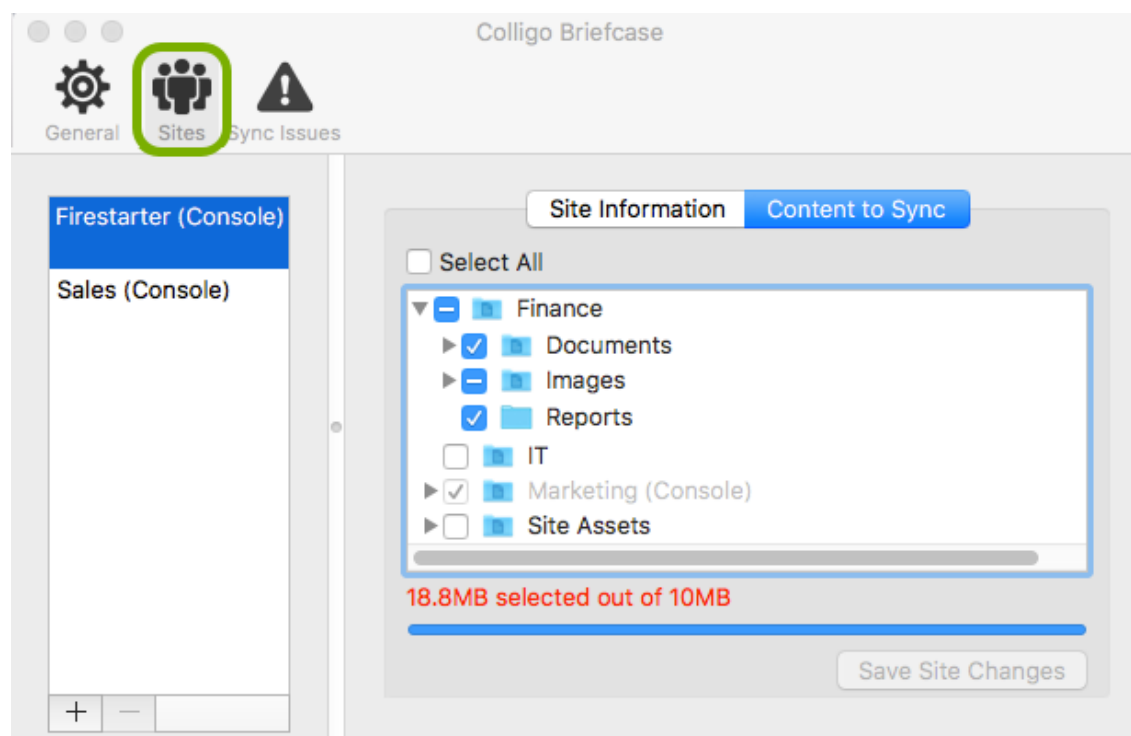 Colligo Briefcase
General Sites Sync Issues
Firestarter (Console)
Sales (Console)
Site Information Content to Sync
Select All
Finance
Documents
Images
Reports
IT
Marketing (Console)
Site Assets
18.8MB selected out of 10MB
Save Site Changes